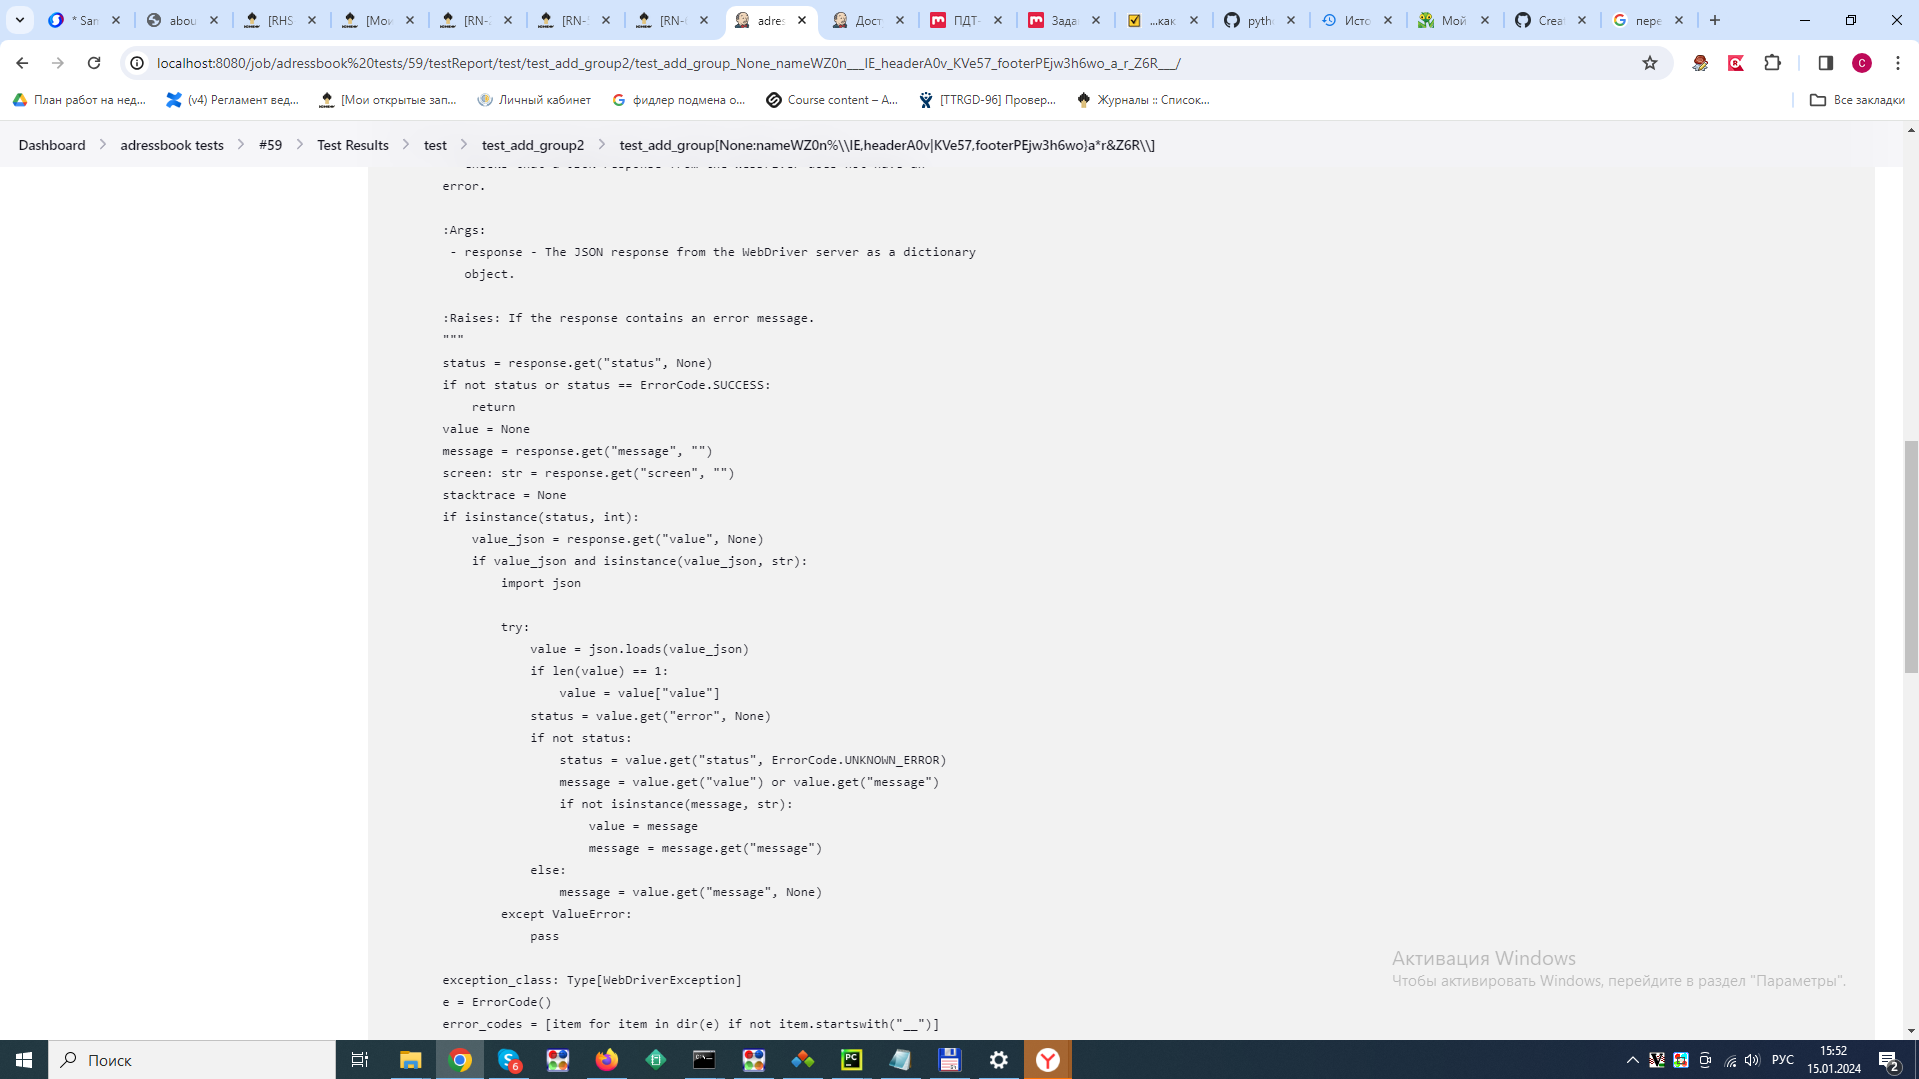 * San
abou
[RHS
[Мои
[RN-
[RN-
[RN-
adres
Дост
ПДТ-
Зада
...как
pyth
Исто
Мой
Crea
пере
localhost:8080/job/adressbook%20tests/59/testReport/test/test_add_group2/test_add_group_None_nameWZ0n___IE_headerA0v_KVe57_footerPEjw3h6wo_a_r_Z6R___/
C
План работ на нед...
(v4) Регламент вед...
[Мои открытые зап...
Личный кабинет
фидлер подмена о...
Course content – A...
[TTRGD-96] Провер...
Журналы :: Список...
Все закладки
Dashboard
adressbook tests
#59
Test Results
test
test_add_group2
test_add_group[None:nameWZ0n%\\IE,headerA0v|KVe57,footerPEjw3h6wo}a*r&Z6R\\]
error.
:Args:
- response - The JSON response from the WebDriver server as a dictionary
object.
:Raises: If the response contains an error message.
"""
status = response.get("status", None)
if not status or status == ErrorCode.SUCCESS:
return
value = None
message = response.get("message", "")
screen: str = response.get("screen", "")
stacktrace = None
if isinstance(status, int):
value_json = response.get("value", None)
if value_json and isinstance(value_json, str):
import json
try:
value = json.loads(value_json)
if len(value) == 1:
value = value["value"]
status = value.get("error", None)
if not status:
status = value.get("status", ErrorCode.UNKNOWN_ERROR)
message = value.get("value") or value.get("message")
if not isinstance(message, str):
value = message
message = message.get("message")
else:
message = value.get("message", None)
except ValueError:
pass
exception_class: Type[WebDriverException]
e = ErrorCode()
error_codes = [item for item in dir(e) if not item.startswith("__")]
Активация Windows
Чтобы активировать Windows, перейдите в раздел "Параметры".
Поиск
6
PC
РУС
15:52
15.01.2024
2